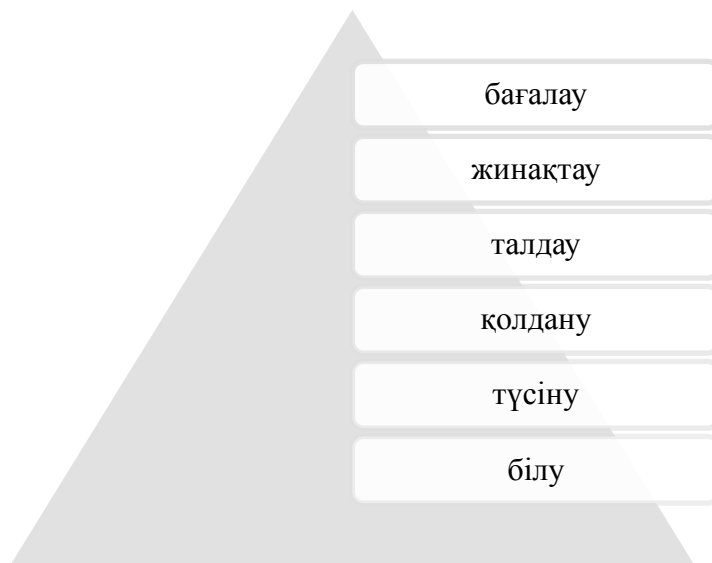 бағалау
жинақтау
талдау
қолдану
түсіну
білу